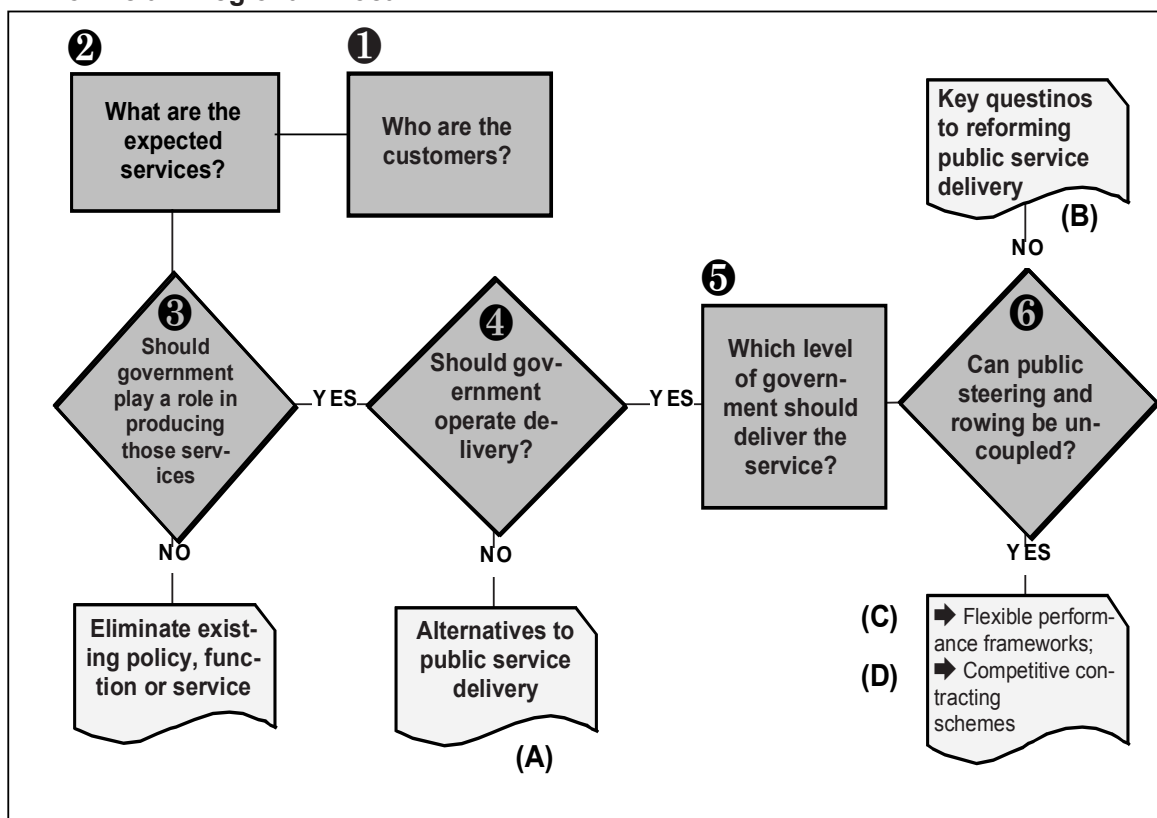 ❷
What are the
expected
services?
❶
Who are the
customers?
Key questinos
to reforming
public service
delivery
(B)
NO
❸
Should
government
play a role in
producing
those serv-
ices
YES
❹
Should gov-
ernment
operate de-
livery?
YES
❺
Which level
of govern-
ment should
deliver the
service?
❻
Can public
steering and
rowing be un-
coupled?
NO
Eliminate exist-
ing policy, func-
tion or service
NO
Alternatives to
public service
delivery
(A)
YES
(C)
➡ Flexible perform-
ance frameworks;
(D)
➡ Competitive con-
tracting
schemes